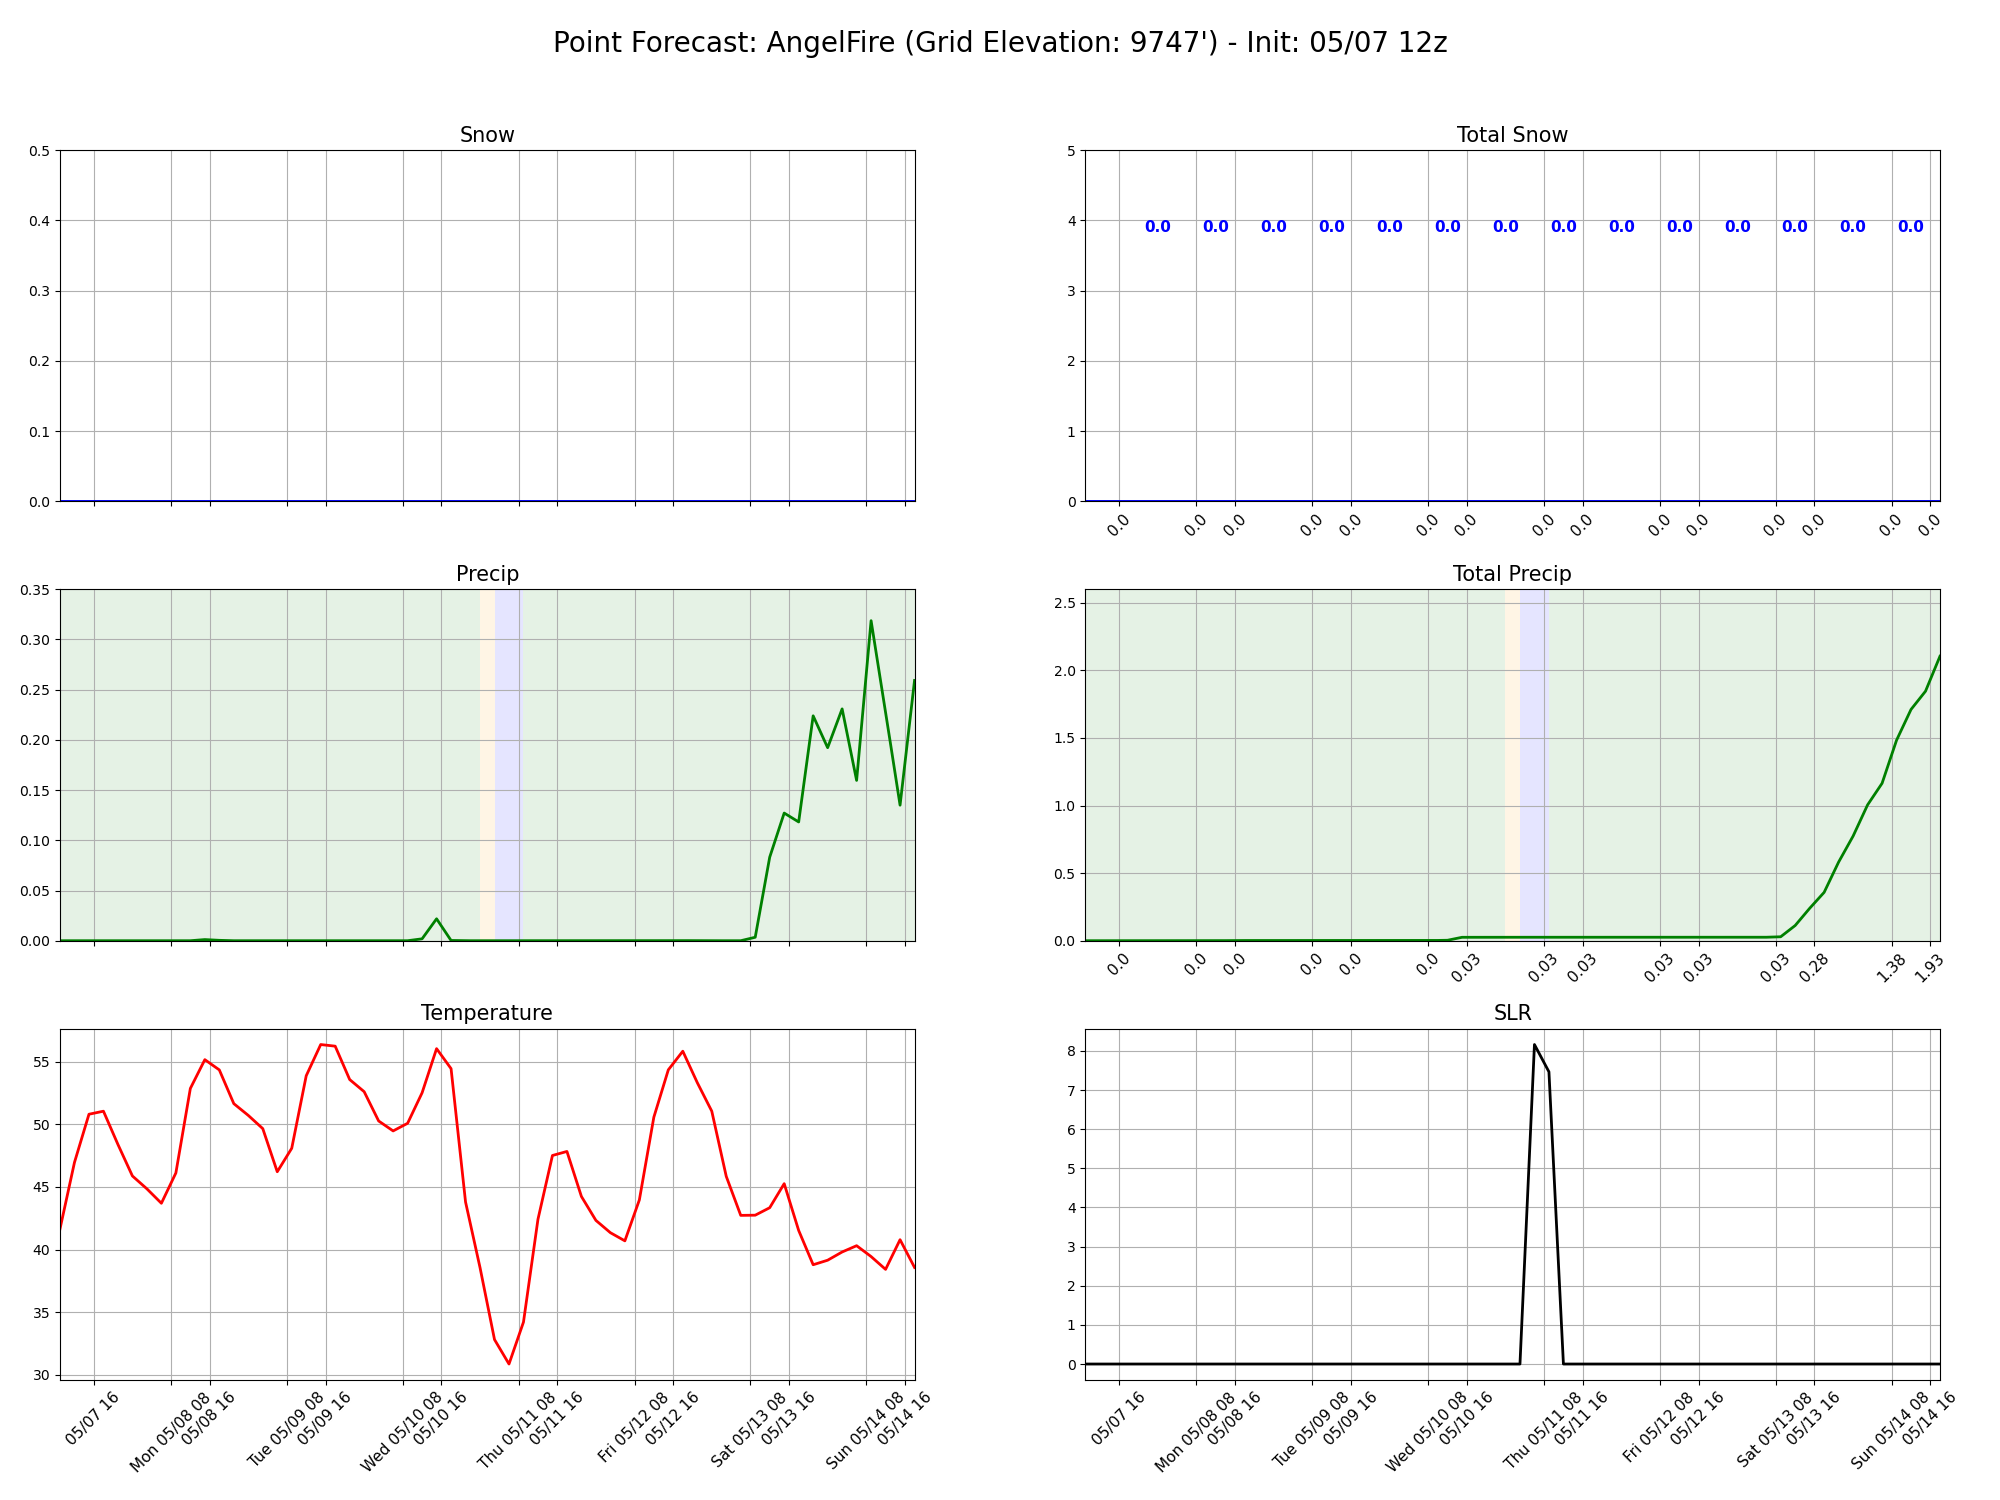 Point Forecast: AngelFire (Grid Elevation: 9747') - Init: 05/07 12z
Snow
0.5
0.4
0.3
0.2
0.1
0.0
Total Snow
5
4
3
2
1
0
0.0 0.0 0.0 0.0 0.0 0.0 0.0 0.0 0.0 0.0 0.0 0.0 0.0 0.0
0.0 0.0 0.0 0.0 0.0 0.0 0.0 0.0 0.0 0.0 0.0 0.0 0.0 0.0 0.0
Precip
0.35
0.30
0.25
0.20
0.15
0.10
0.05
0.00
Total Precip
2.5
2.0
1.5
1.0
0.5
0.0
0.0 0.0 0.0 0.0 0.0 0.0 0.03 0.03 0.03 0.03 0.03 0.03 0.28 1.38 1.93
Temperature
55
50
45
40
35
30
05/07 16
Mon 05/08 08
05/08 16
Tue 05/09 08
05/09 16
Wed 05/10 08
05/10 16
Thu 05/11 08
05/11 16
Fri 05/12 08
05/12 16
Sat 05/13 08
05/13 16
Sun 05/14 08
05/14 16
SLR
8
7
6
5
4
3
2
1
0
05/07 16
Mon 05/08 08
05/08 16
Tue 05/09 08
05/09 16
Wed 05/10 08
05/10 16
Thu 05/11 08
05/11 16
Fri 05/12 08
05/12 16
Sat 05/13 08
05/13 16
Sun 05/14 08
05/14 16